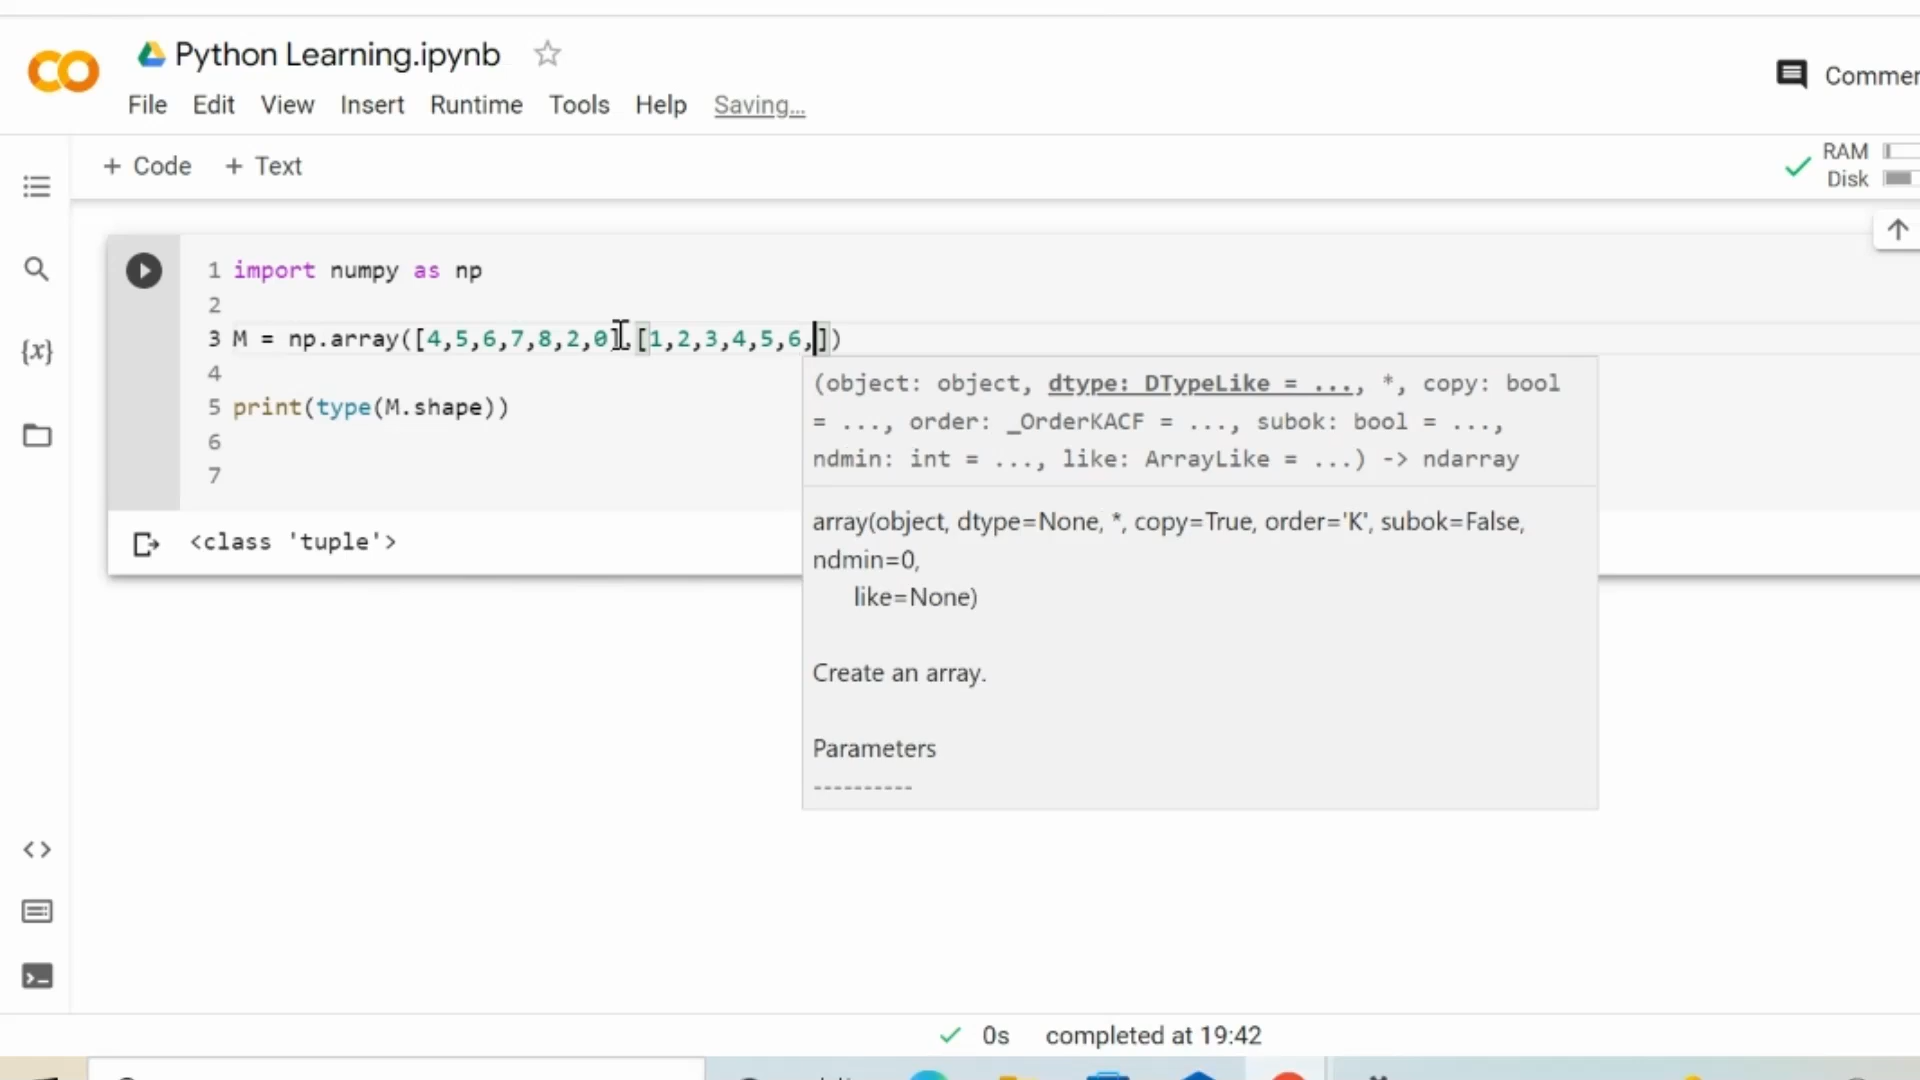 Python Learning.ipynb
File Edit View Insert Runtime Tools Help Saving...
+ Code + Text
RAM
Disk
1 import numpy as np
2
3 M = np.array([4,5,6,7,8,2,0],[1,2,3,4,5,6,])
4
5 print(type(M.shape))
6
7
<class 'tuple'>
(object: object, dtype: DTypeLike = ..., *, copy: bool
= ..., order: _OrderKACF = ..., subok: bool = ...,
ndmin: int = ..., like: ArrayLike = ...) -> ndarray
array(object, dtype=None, *, copy=True, order='K', subok=False,
ndmin=0,
like=None)
Create an array.
Parameters
----------
{x}
0s completed at 19:42